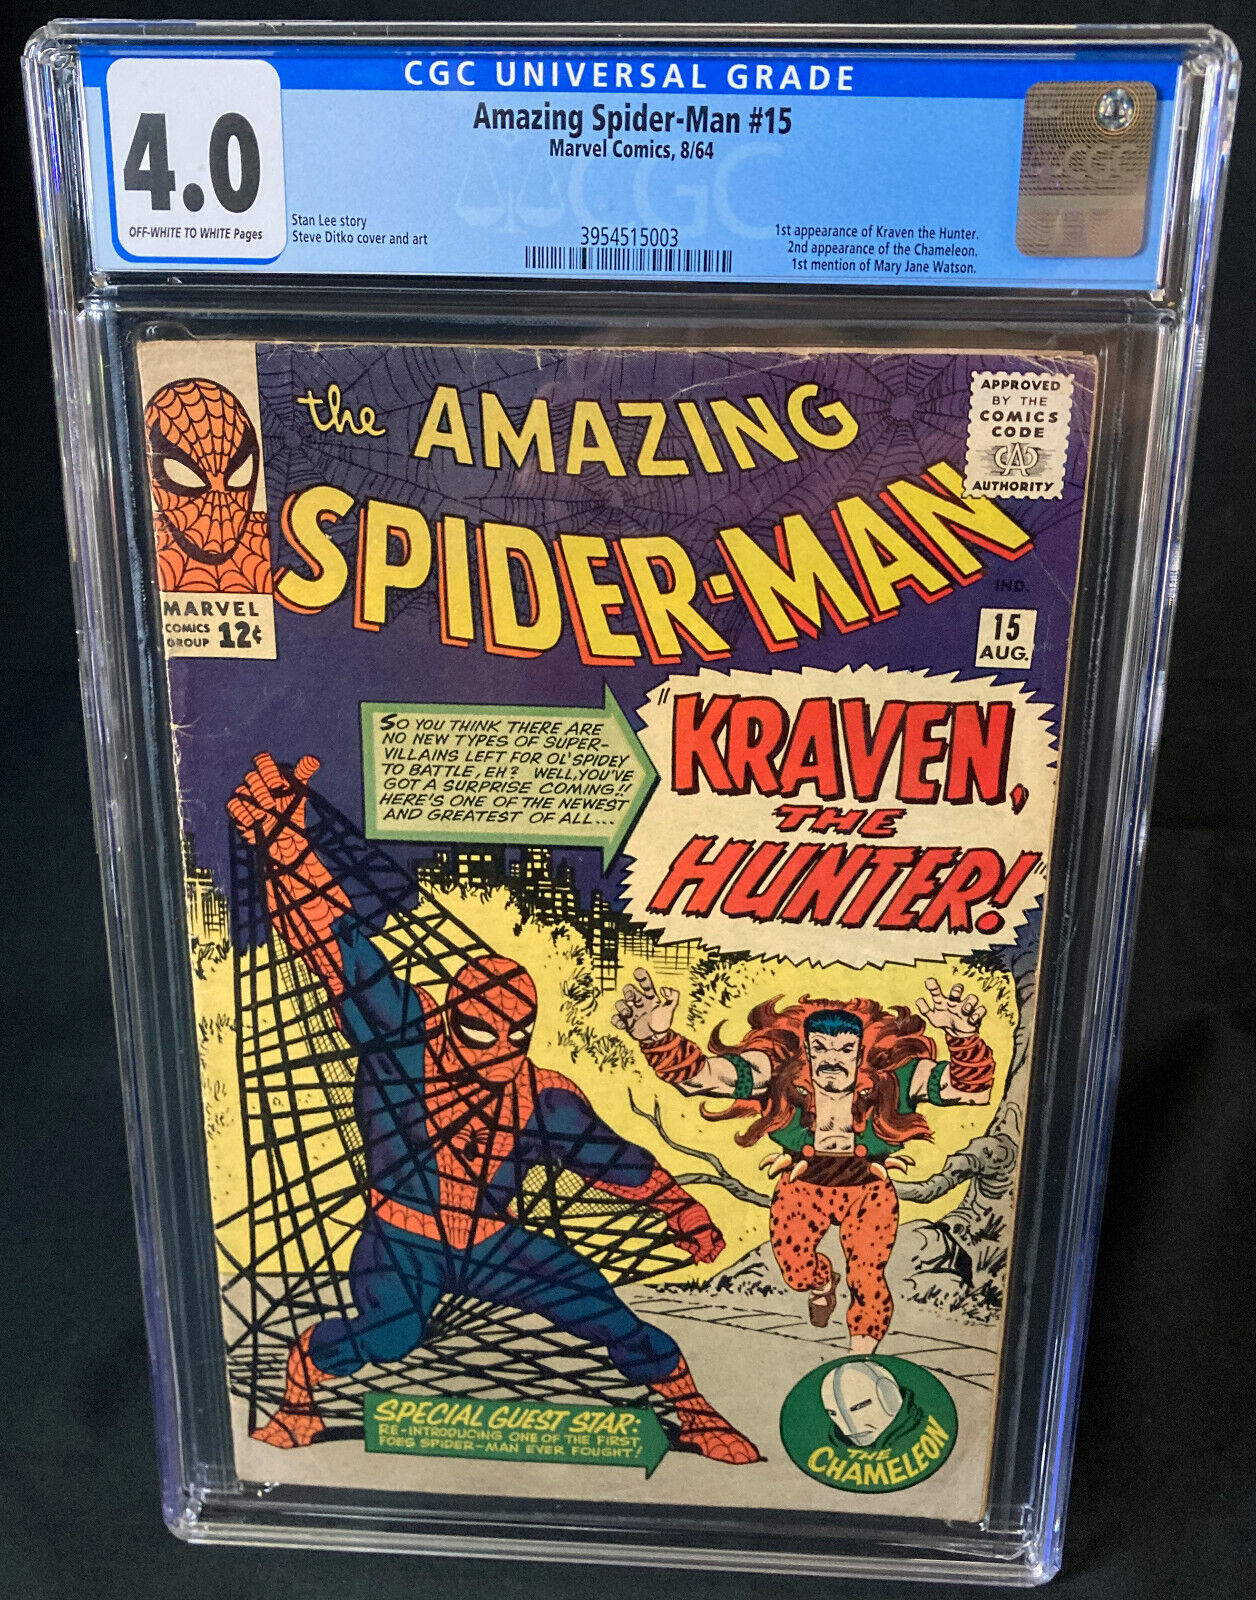 CGC UNIVERSAL GRADE
4.0
OFF-WHITE TO WHITE Pages
Amazing Spider-Man #15
Marvel Comics, 8/64
CGC
Stan Lee story
Steve Ditko cover and art
3954515003
1st appearance of Kraven the Hunter.
2nd appearance of the Chameleon.
1st mention of Mary Jane Watson.
CGC
the AMAZING
SPIDER-MAN
APPROVED
BY THE
COMICS
CODE
CA
AUTHORITY
MARVEL
COMICS
GROUP 12¢
IND.
15
AUG.
SO YOU THINK THERE ARE
NO NEW TYPES OF SUPER-
VILLAINS LEFT FOR OL' SPIDEY
TO BATTLE, EH? WELL, YOU'VE
GOT A SURPRISE COMING!!
HERE'S ONE OF THE NEWEST
AND GREATEST OF ALL...
"KRAVEN,
THE
HUNTER!"
SPECIAL GUEST STAR:
RE-INTRODUCING ONE OF THE FIRST
FOES SPIDER-MAN EVER FOUGHT!
THE
CHAMELEON